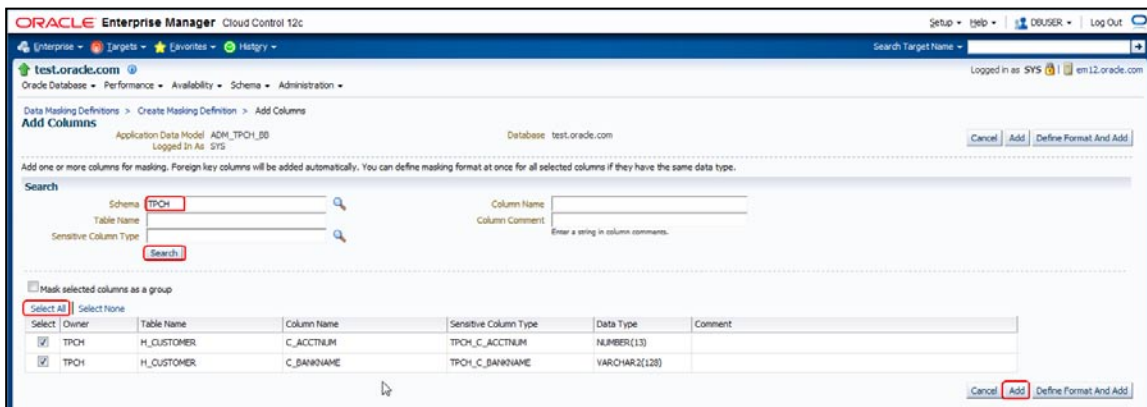 ORACLE Enterprise Manager Cloud Control 12c Setup Help DBUSER Log Out
Enterprise Targets Favorites History Search Target Name
test.oracle.com Logged in as SYS em12.oracle.com
Oracle Database Performance Availability Schema Administration
Data Masking Definitions > Create Masking Definition > Add Columns
Add Columns
Application Data Model ADM_TPCH_BB Database test.oracle.com Cancel Add Define Format And Add
Logged In As SYS
Add one or more columns for masking. Foreign key columns will be added automatically. You can define masking format at once for all selected columns if they have the same data type.
Search
Schema TPCH Column Name
Table Name Column Comment
Sensitive Column Type Enter a string in column comments.
Search
Mask selected columns as a group
Select All | Select None
Select Owner Table Name Column Name Sensitive Column Type Data Type Comment
TPCH H_CUSTOMER C_ACCTNUM TPCH_C_ACCTNUM NUMBER(13)
TPCH H_CUSTOMER C_BANKNAME TPCH_C_BANKNAME VARCHAR2(128)
Cancel Add Define Format And Add